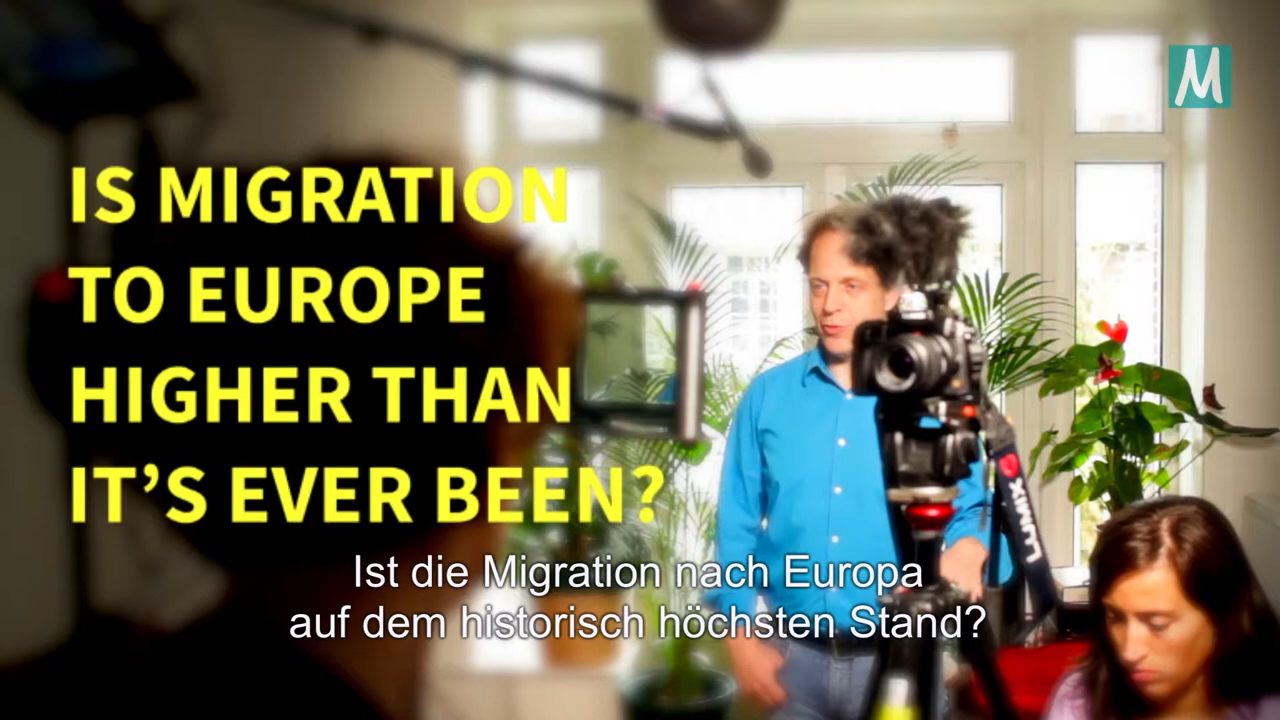 M
IS MIGRATION
TO EUROPE
HIGHER THAN
IT’S EVER BEEN?
LUMIX
Ist die Migration nach Europa
auf dem historisch höchsten Stand?